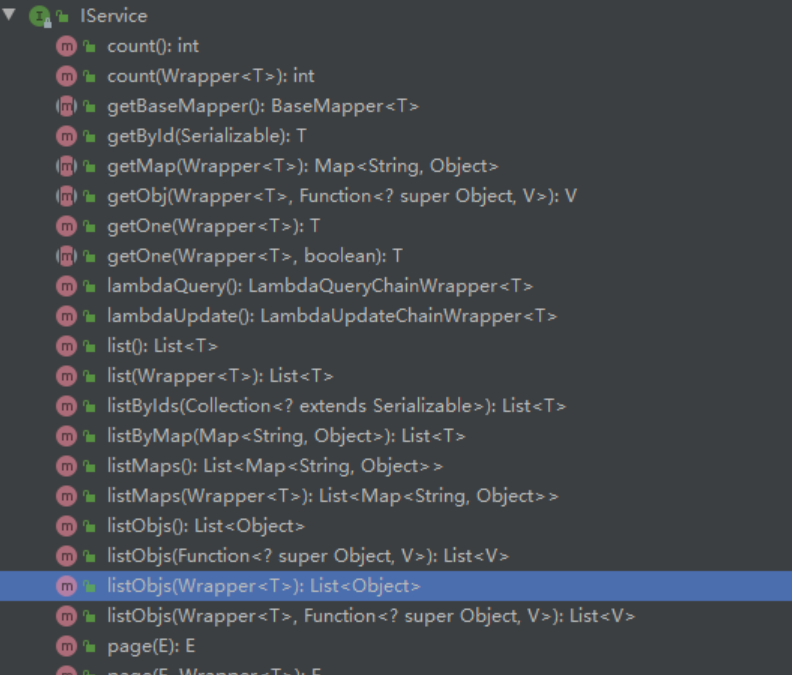 IService
count(): int
count(Wrapper<T>): int
getBaseMapper(): BaseMapper<T>
getById(Serializable): T
getMap(Wrapper<T>): Map<String, Object>
getObj(Wrapper<T>, Function<? super Object, V>): V
getOne(Wrapper<T>): T
getOne(Wrapper<T>, boolean): T
lambdaQuery(): LambdaQueryChainWrapper<T>
lambdaUpdate(): LambdaUpdateChainWrapper<T>
list(): List<T>
list(Wrapper<T>): List<T>
listByIds(Collection<? extends Serializable>): List<T>
listByMap(Map<String, Object>): List<T>
listMaps(): List<Map<String, Object>>
listMaps(Wrapper<T>): List<Map<String, Object>>
listObjs(): List<Object>
listObjs(Function<? super Object, V>): List<V>
listObjs(Wrapper<T>): List<Object>
listObjs(Wrapper<T>, Function<? super Object, V>): List<V>
page(E): E
page(E, Wrapper<T>): E